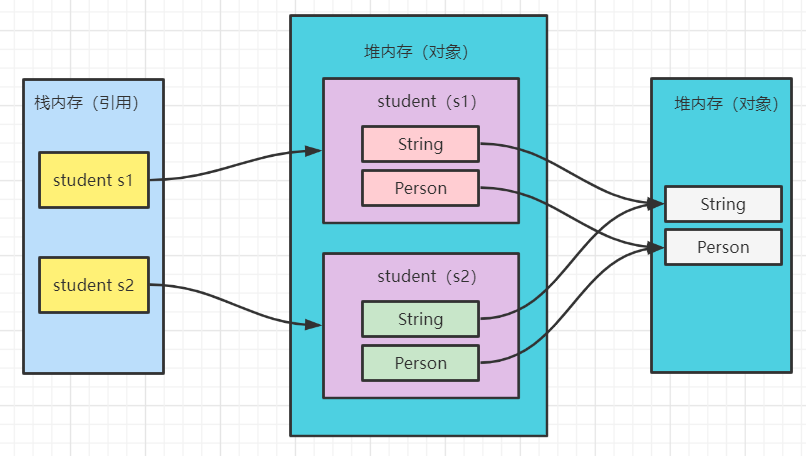 栈内存（引用）
student s1
student s2
堆内存（对象）
student（s1）
String
Person
student（s2）
String
Person
堆内存（对象）
String
Person